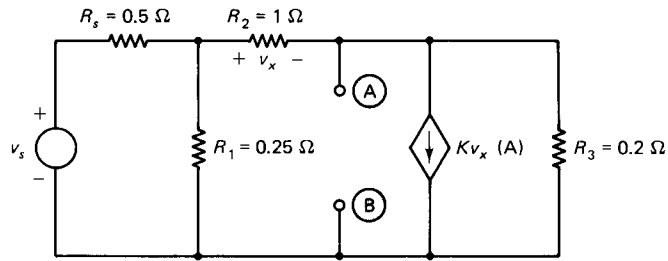 R_s = 0.5 Ω
R_2 = 1 Ω
+ v_x −
A
+
v_s
−
R_1 = 0.25 Ω
Kv_x (A)
R_3 = 0.2 Ω
B